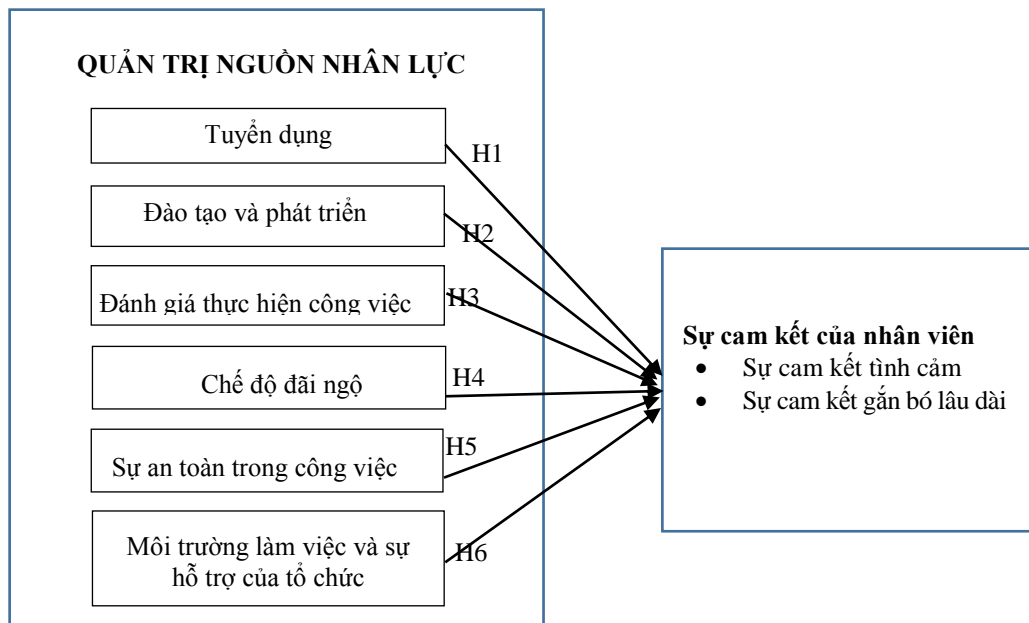 QUẢN TRỊ NGUỒN NHÂN LỰC
Tuyển dụng
H1
Đào tạo và phát triển
H2
Đánh giá thực hiện công việc
H3
Chế độ đãi ngộ
H4
Sự an toàn trong công việc
H5
Môi trường làm việc và sự
hỗ trợ của tổ chức
H6
Sự cam kết của nhân viên
• Sự cam kết tình cảm
• Sự cam kết gắn bó lâu dài